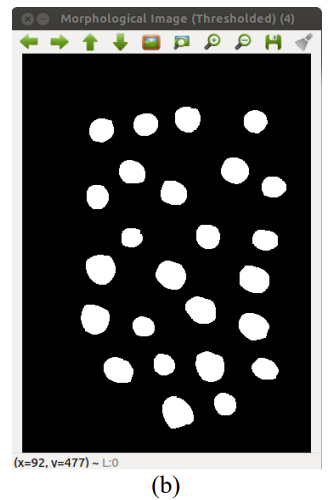 Morphological Image (Thresholded) (4)
(x=92, y=477) ~ L:0
(b)